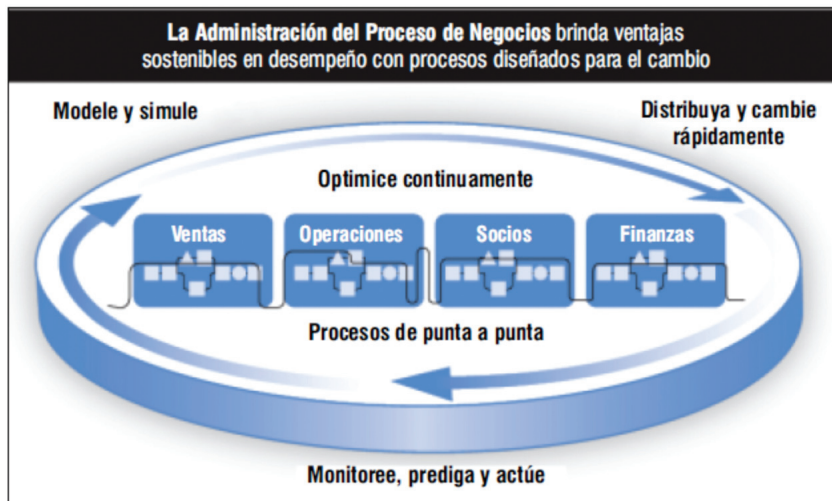 La Administración del Proceso de Negocios brinda ventajas
sostenibles en desempeño con procesos diseñados para el cambio
Modele y simule
Distribuya y cambie
rápidamente
Optimice continuamente
Ventas
Operaciones
Socios
Finanzas
Procesos de punta a punta
Monitoree, prediga y actúe